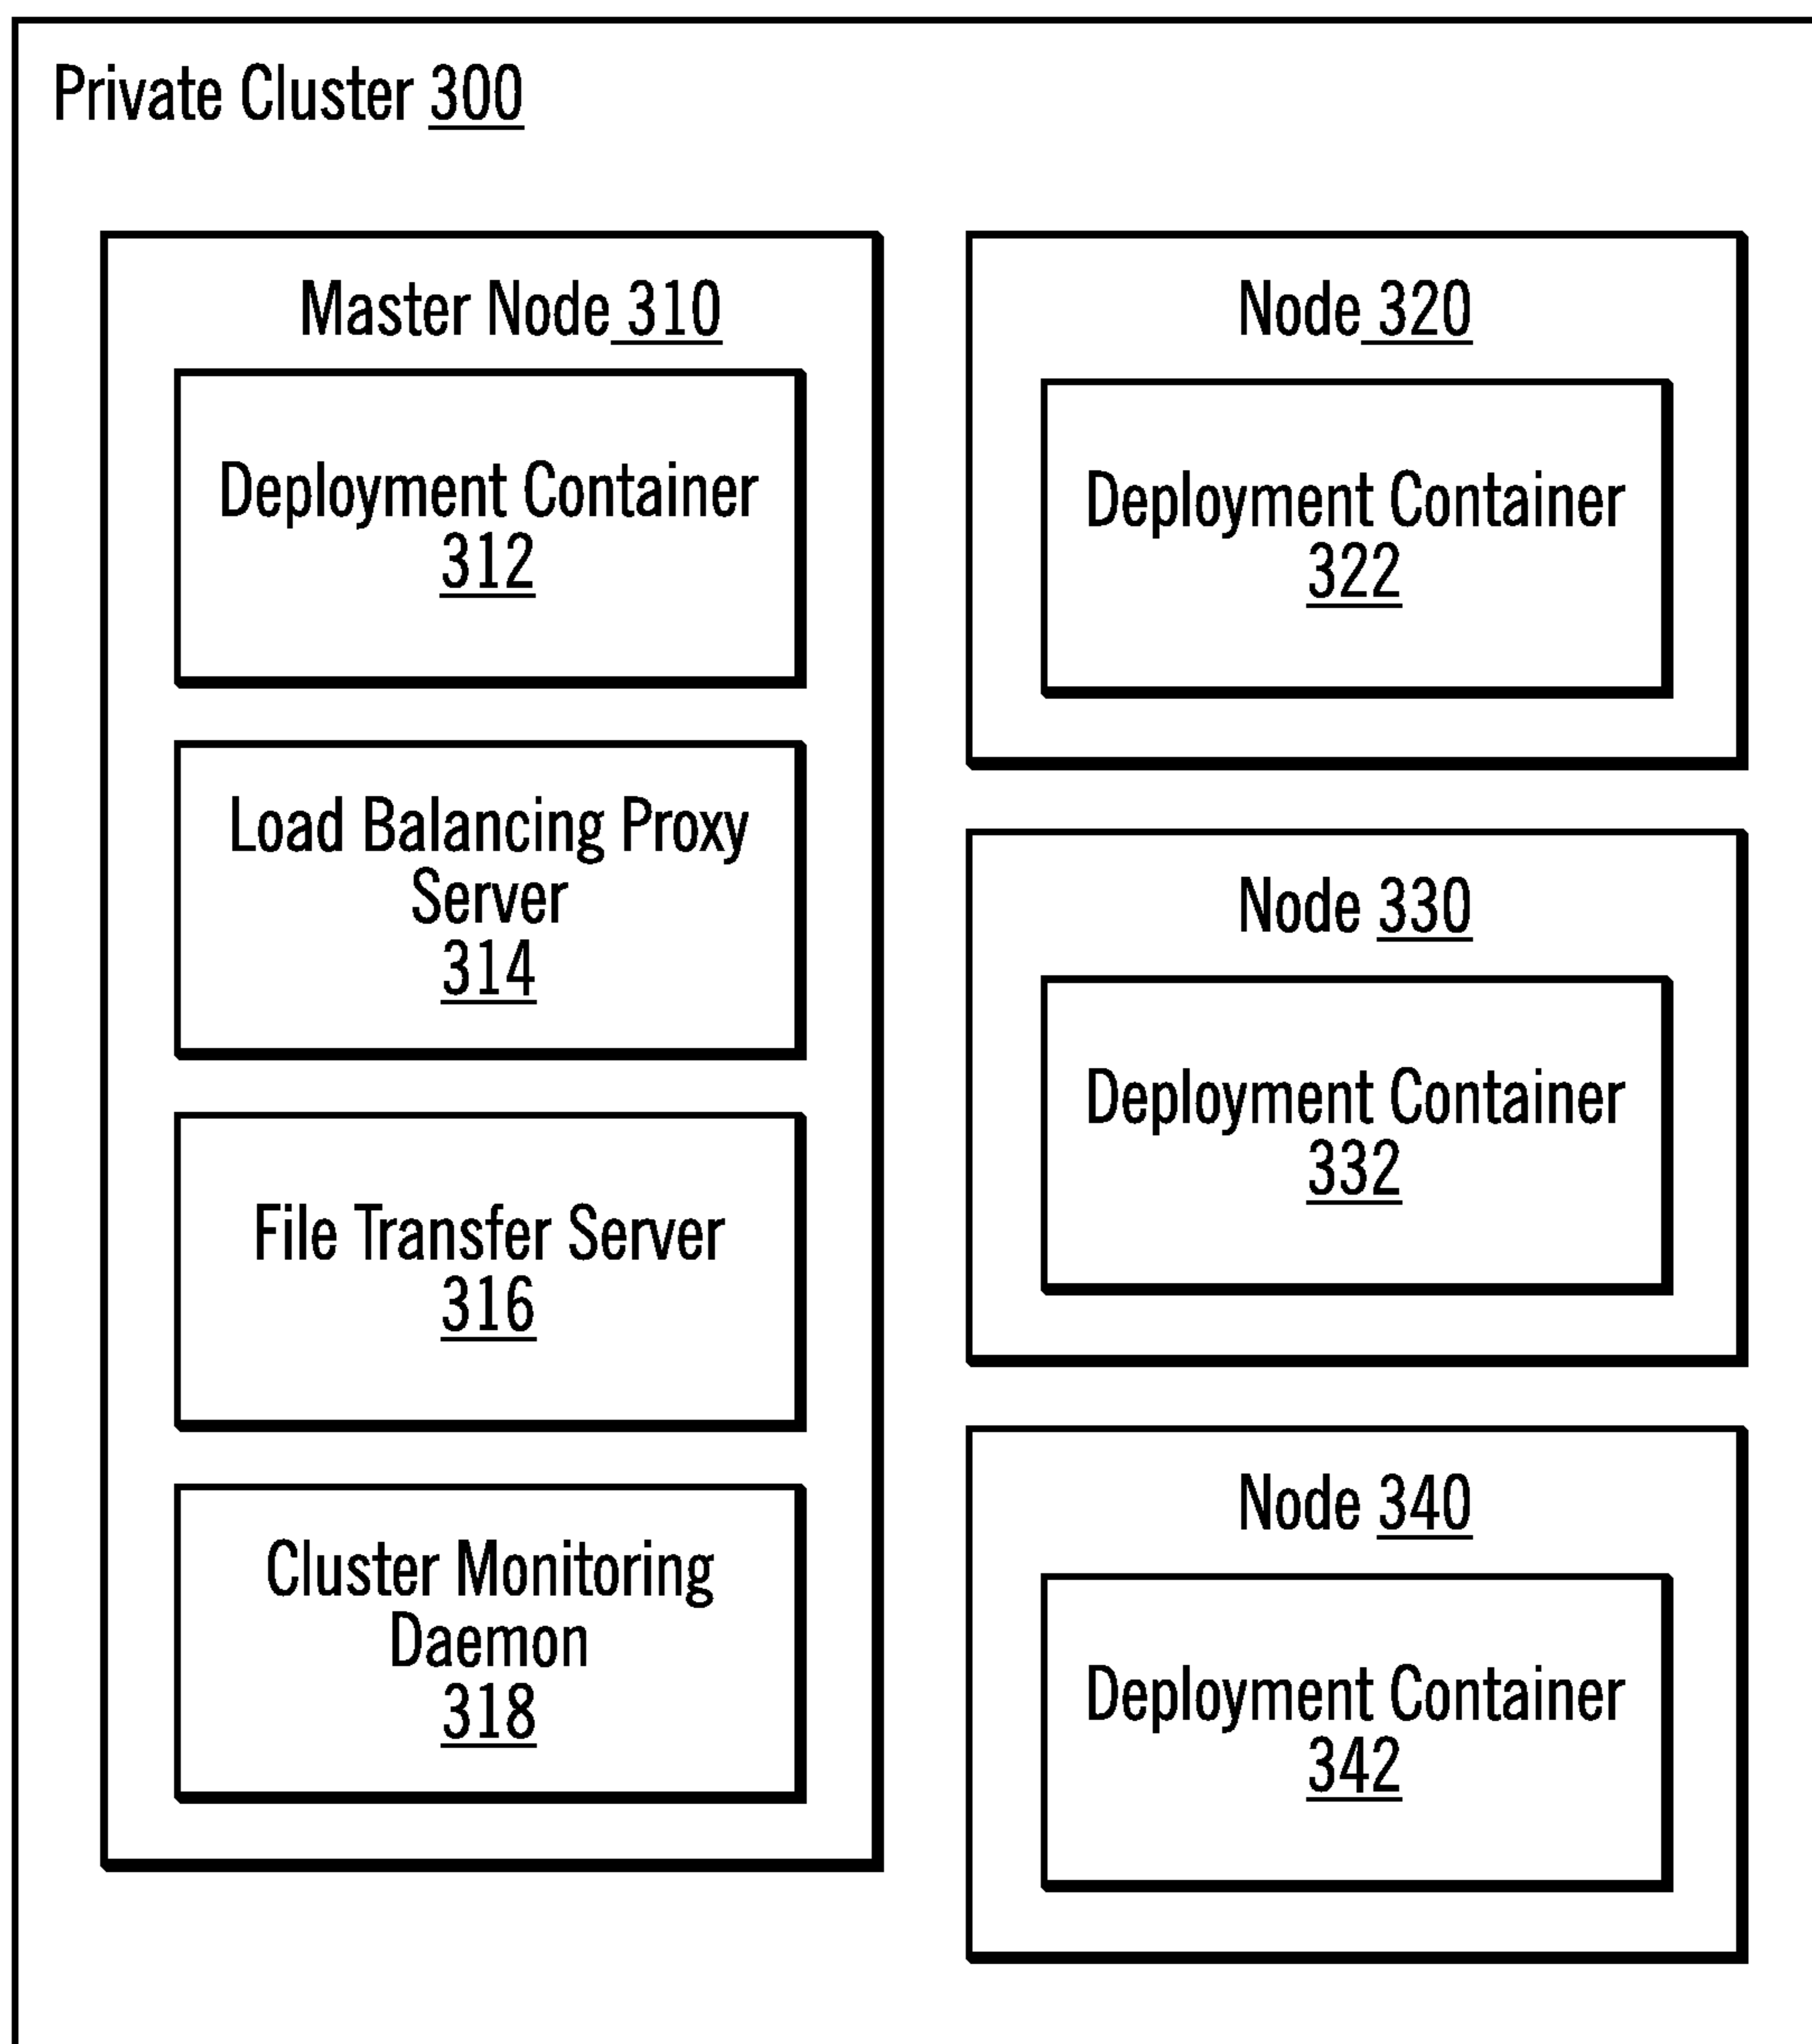 Private Cluster 300
Master Node 310
Deployment Container
312
Load Balancing Proxy
Server
314
File Transfer Server
316
Cluster Monitoring
Daemon
318
Node 320
Deployment Container
322
Node 330
Deployment Container
332
Node 340
Deployment Container
342